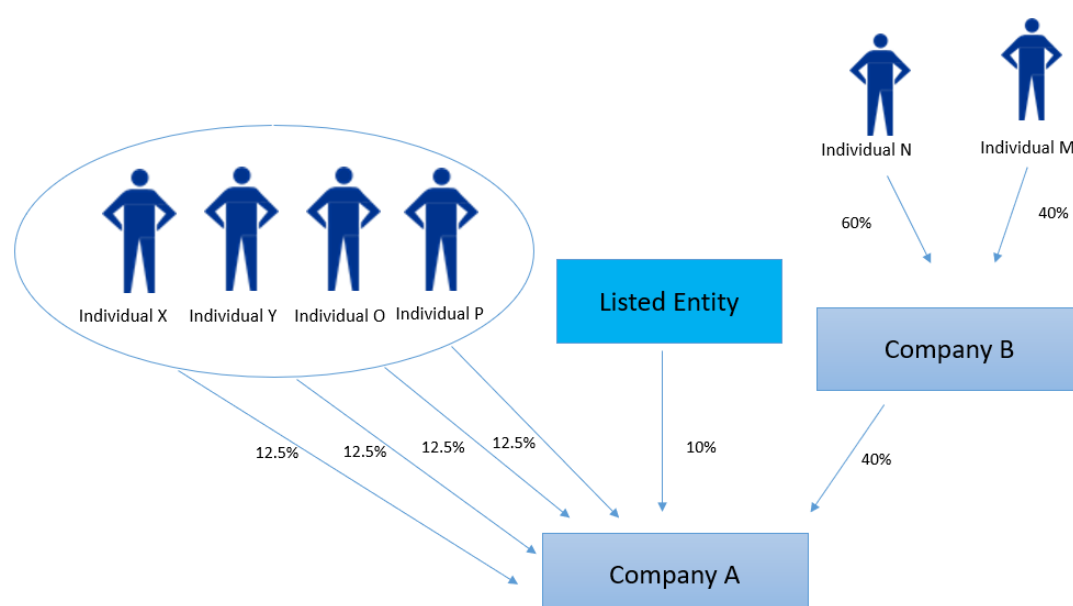 Individual N
Individual M
60%
40%
Individual X
Individual Y
Individual O
Individual P
Listed Entity
Company B
12.5%
12.5%
12.5%
12.5%
10%
40%
Company A